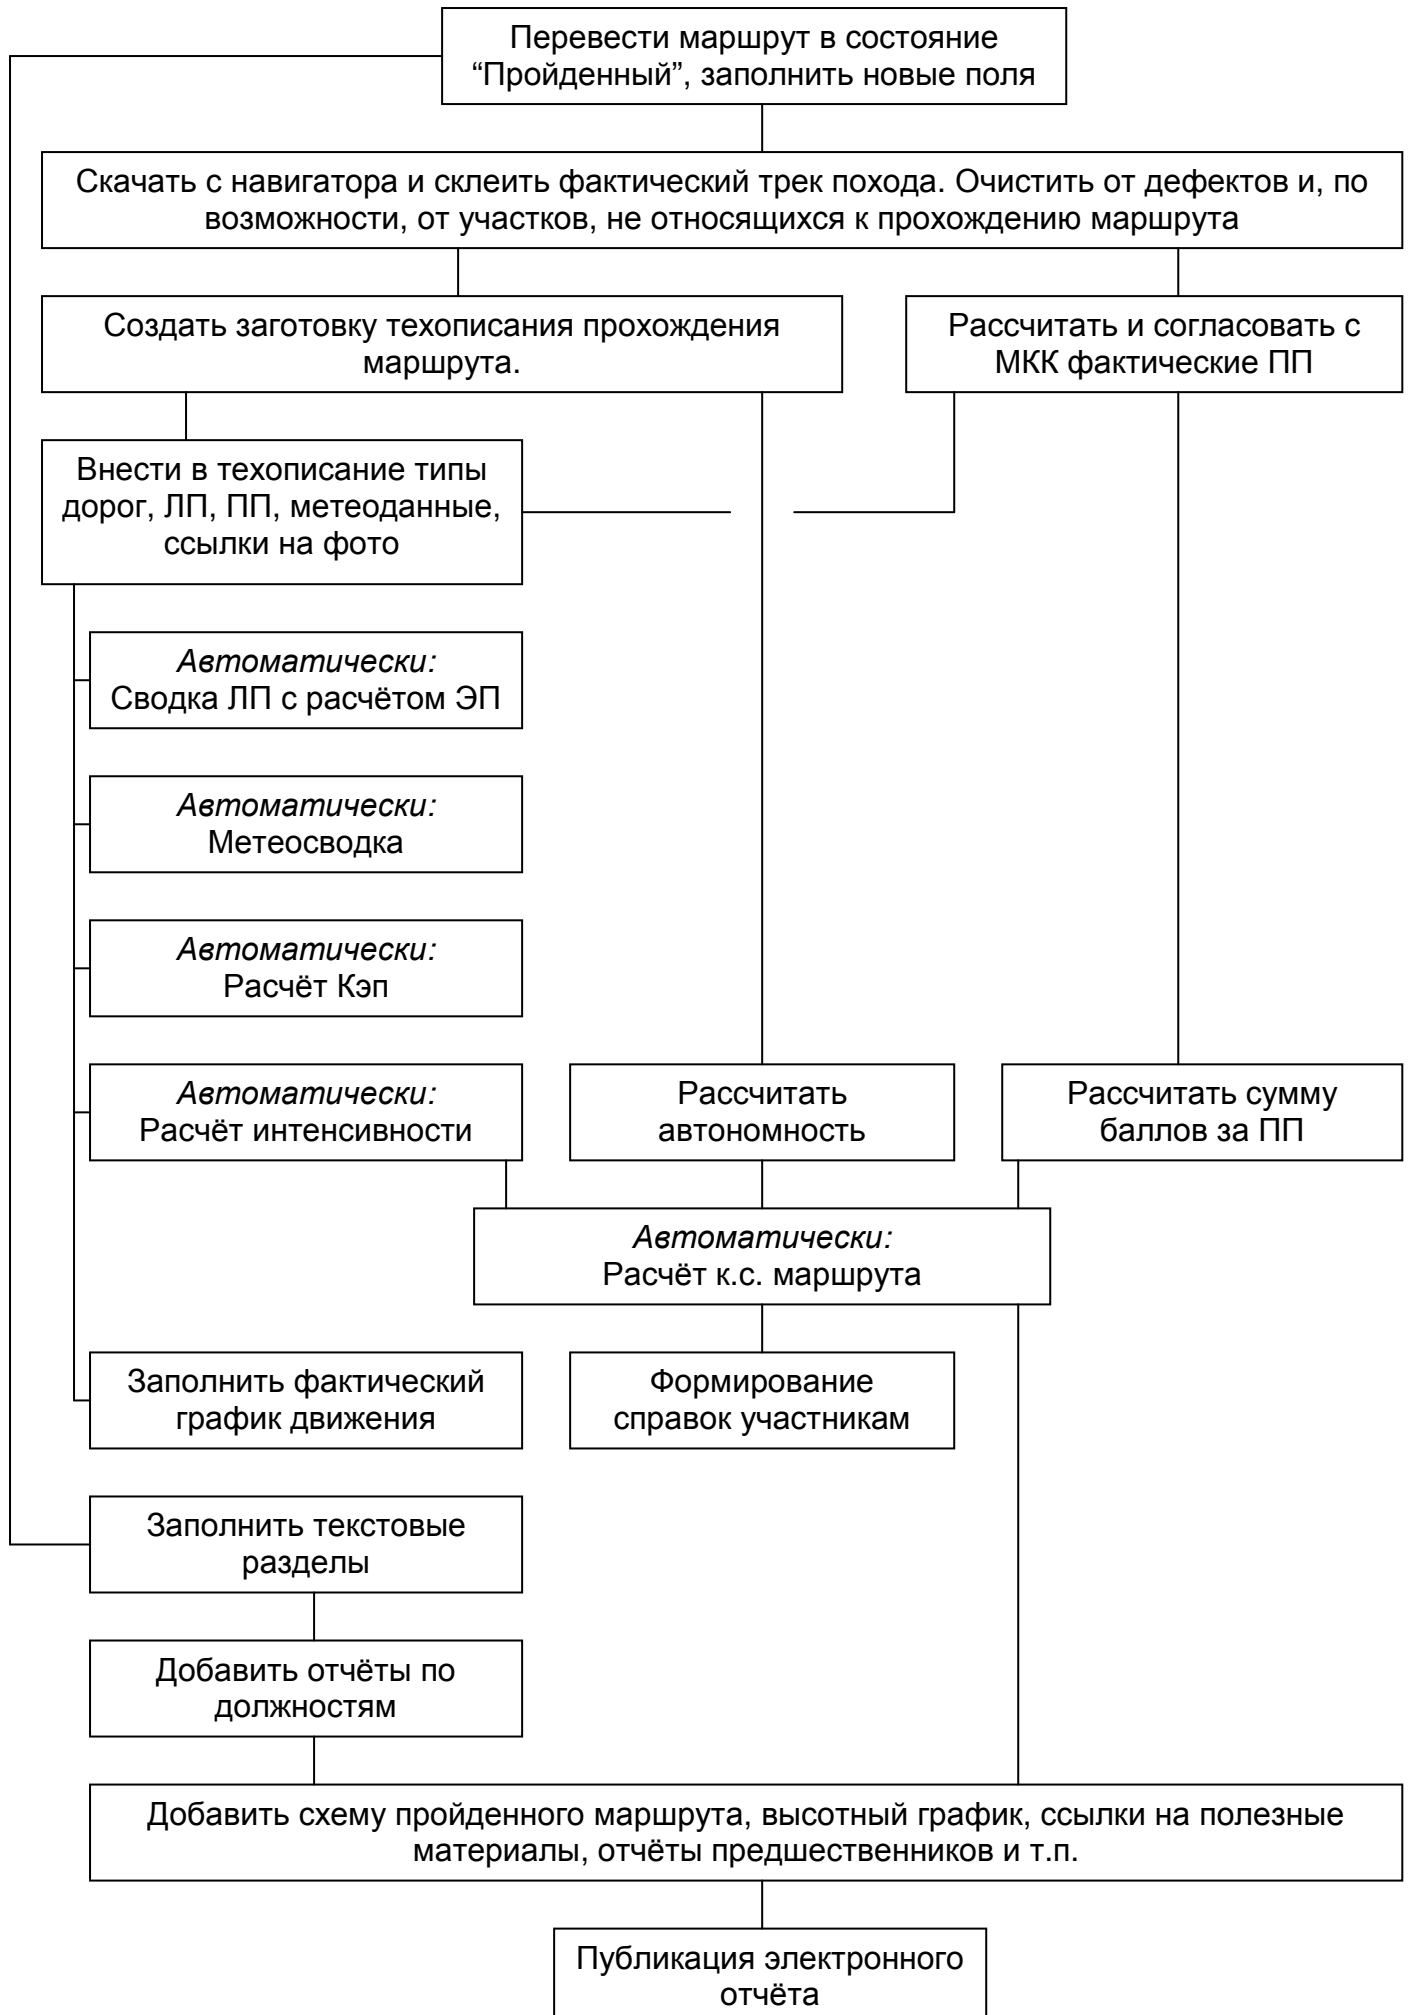 Перевести маршрут в состояние
“Пройденный”, заполнить новые поля
Скачать с навигатора и склеить фактический трек похода. Очистить от дефектов и, по
возможности, от участков, не относящихся к прохождению маршрута
Создать заготовку техописания прохождения
маршрута.
Рассчитать и согласовать с
МКК фактические ПП
Внести в техописание типы
дорог, ЛП, ПП, метеоданные,
ссылки на фото
Автоматически:
Сводка ЛП с расчётом ЭП
Автоматически:
Метеосводка
Автоматически:
Расчёт Кэп
Автоматически:
Расчёт интенсивности
Рассчитать
автономность
Рассчитать сумму
баллов за ПП
Автоматически:
Расчёт к.с. маршрута
Заполнить фактический
график движения
Формирование
справок участникам
Заполнить текстовые
разделы
Добавить отчёты по
должностям
Добавить схему пройденного маршрута, высотный график, ссылки на полезные
материалы, отчёты предшественников и т.п.
Публикация электронного
отчёта